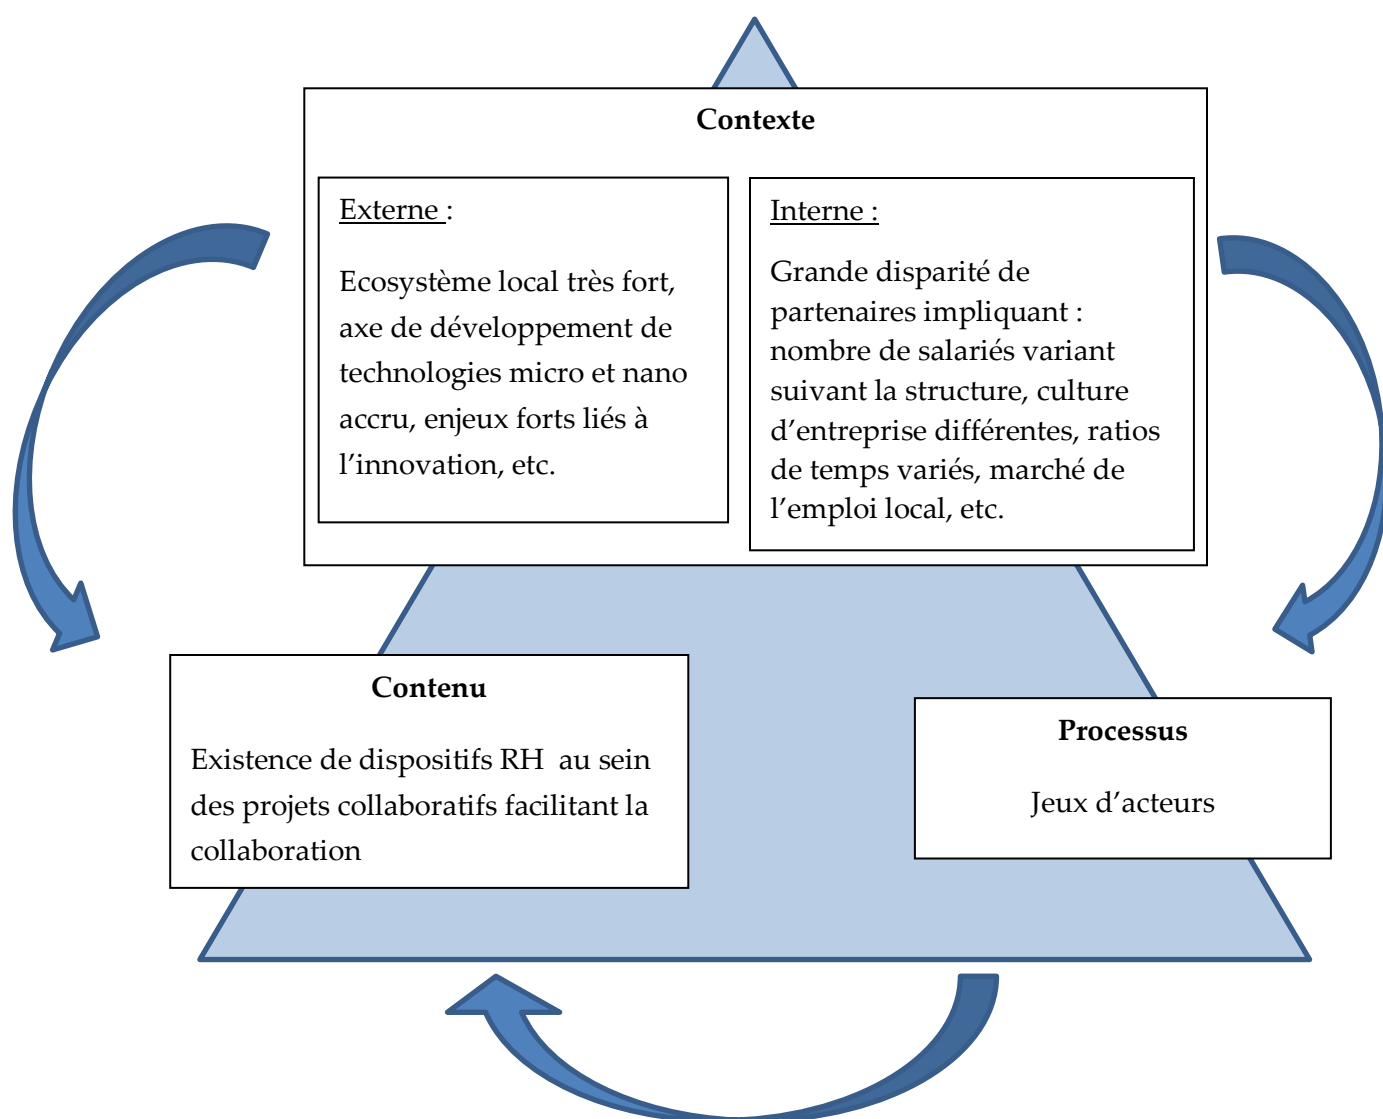 Contexte
Externe :
Ecosystème local très fort,
axe de développement de
technologies micro et nano
accru, enjeux forts liés à
l’innovation, etc.
Interne :
Grande disparité de
partenaires impliquant :
nombre de salariés variant
suivant la structure, culture
d’entreprise différentes, ratios
de temps variés, marché de
l’emploi local, etc.
Contenu
Existence de dispositifs RH au sein
des projets collaboratifs facilitant la
collaboration
Processus
Jeux d’acteurs